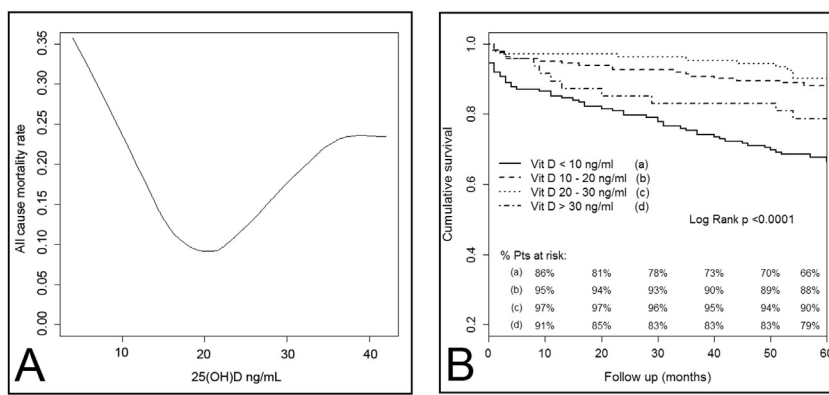 0.35
0.30
0.25
0.20
0.15
0.10
0.05
0.00
All cause mortality rate
10 20 30 40
25(OH)D ng/mL
A
1.0
0.8
0.6
0.4
0.2
Cumulative survival
Vit D < 10 ng/ml (a)
Vit D 10 - 20 ng/ml (b)
Vit D 20 - 30 ng/ml (c)
Vit D > 30 ng/ml (d)
Log Rank p <0.0001
% Pts at risk:
(a) 86% 81% 78% 73% 70% 66%
(b) 95% 94% 93% 90% 89% 88%
(c) 97% 97% 96% 95% 94% 90%
(d) 91% 85% 83% 83% 83% 79%
0 10 20 30 40 50 60
Follow up (months)
B